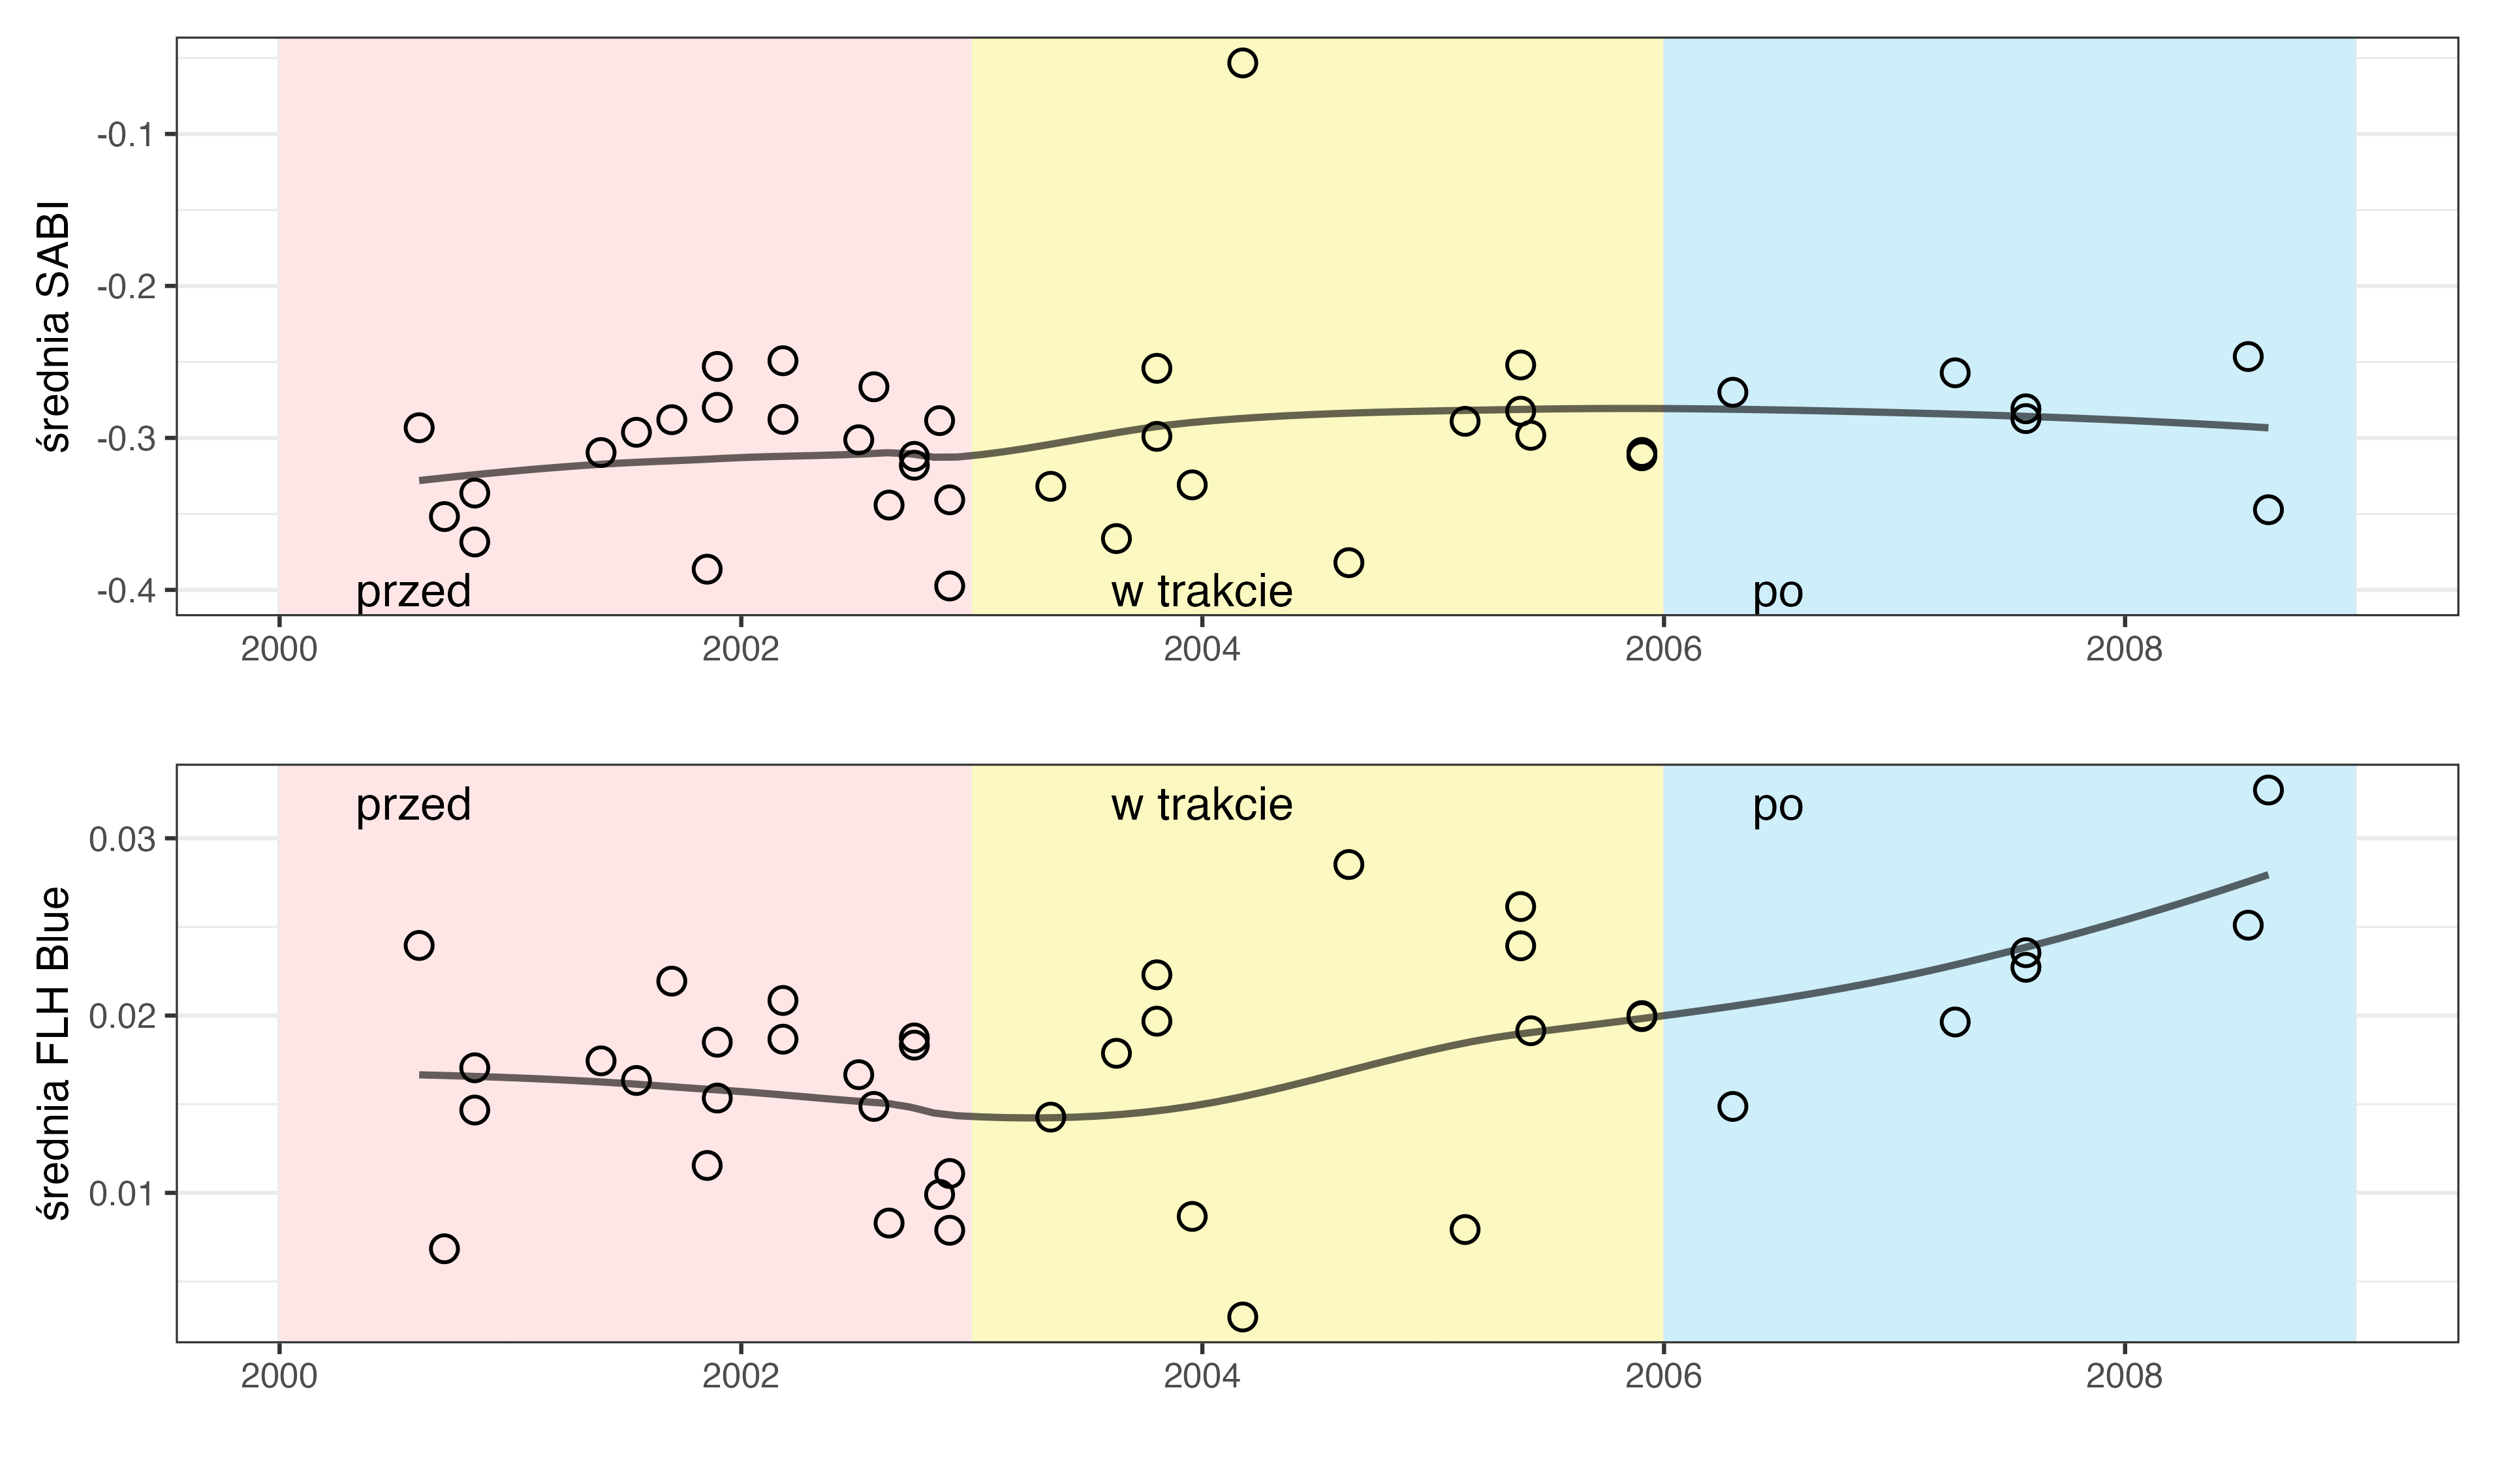 średnia SABI
-0.1
-0.2
-0.3
-0.4
przed
w trakcie
po
2000
2002
2004
2006
2008
średnia FLH Blue
przed
w trakcie
po
0.03
0.02
0.01
2000
2002
2004
2006
2008